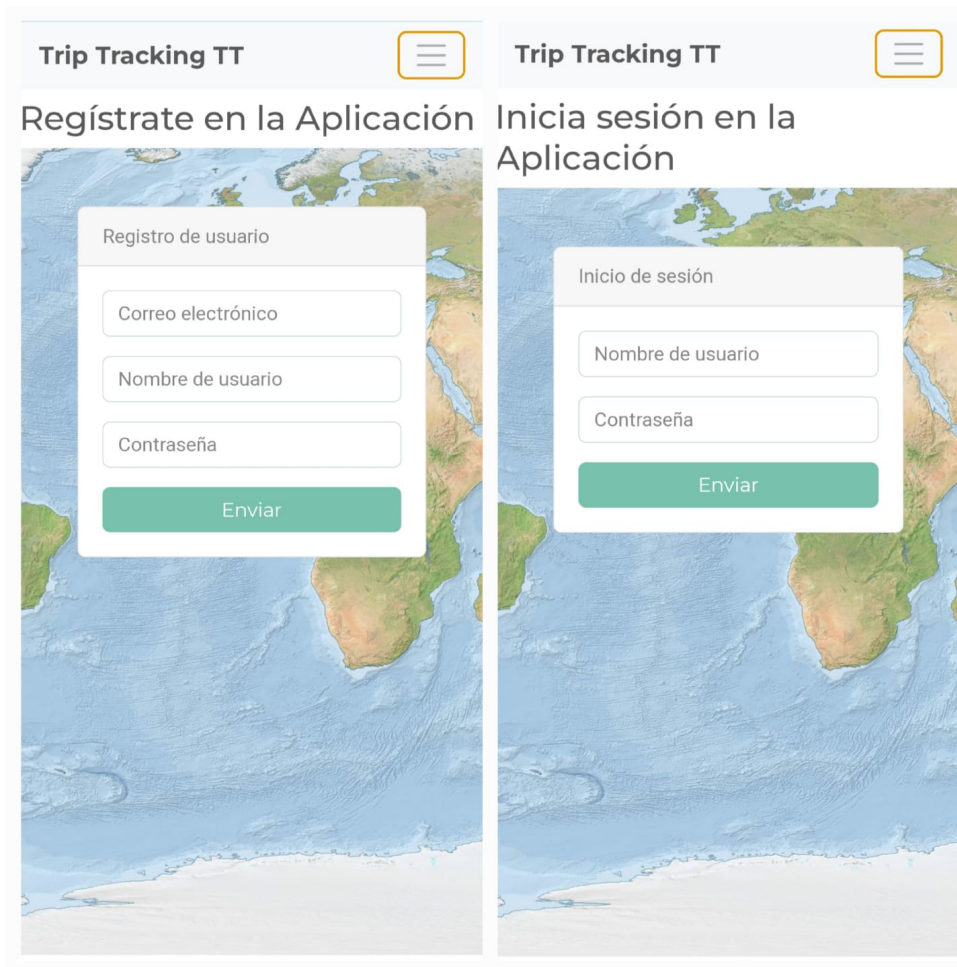 Trip Tracking TT
Regístrate en la Aplicación
Registro de usuario
Correo electrónico
Nombre de usuario
Contraseña
Enviar
Trip Tracking TT
Inicia sesión en la
Aplicación
Inicio de sesión
Nombre de usuario
Contraseña
Enviar